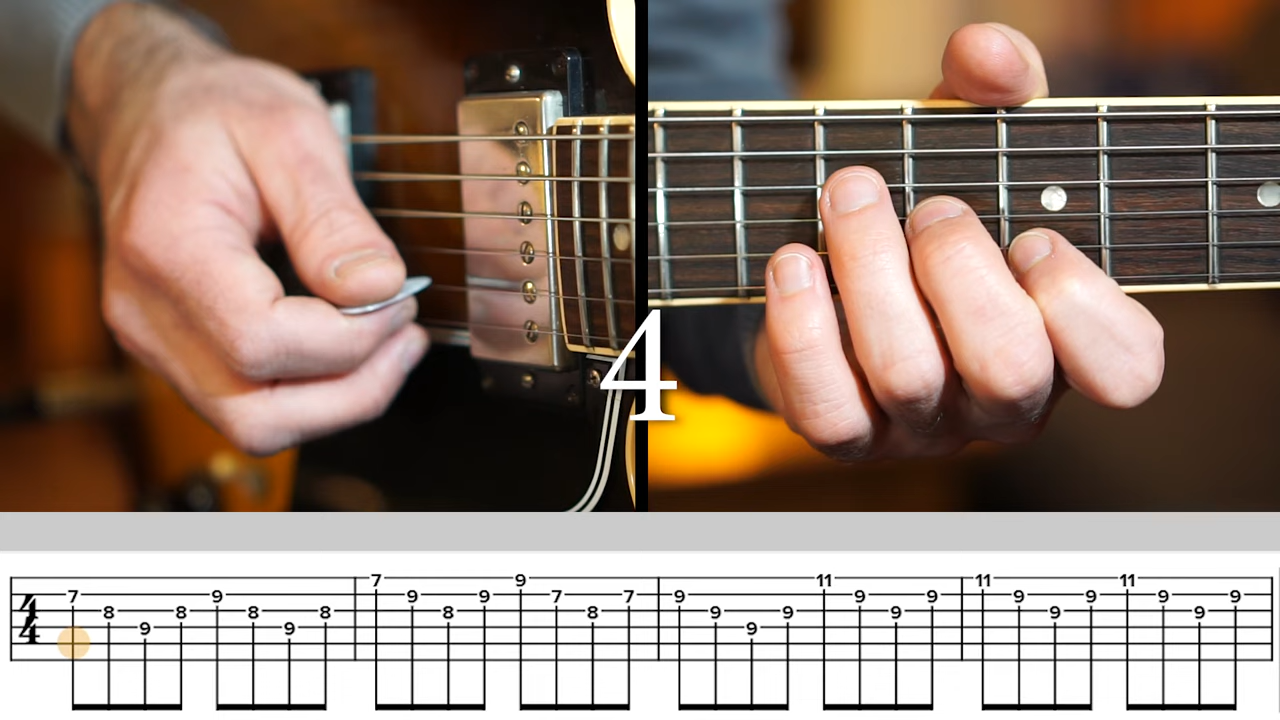 4
7 9 11 11 11
4 7 9 9 9 7 7 9 9 9 9 9 9 9
8 8 8 8 8 8 9 9 9 9 9
4 9 9 9